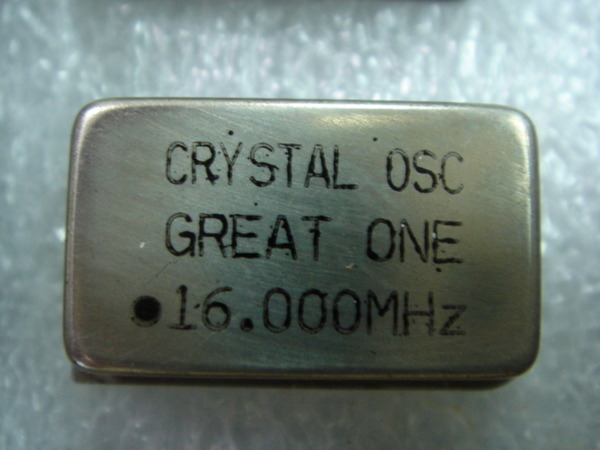 CRYSTAL OSC
GREAT ONE
16.000MHz